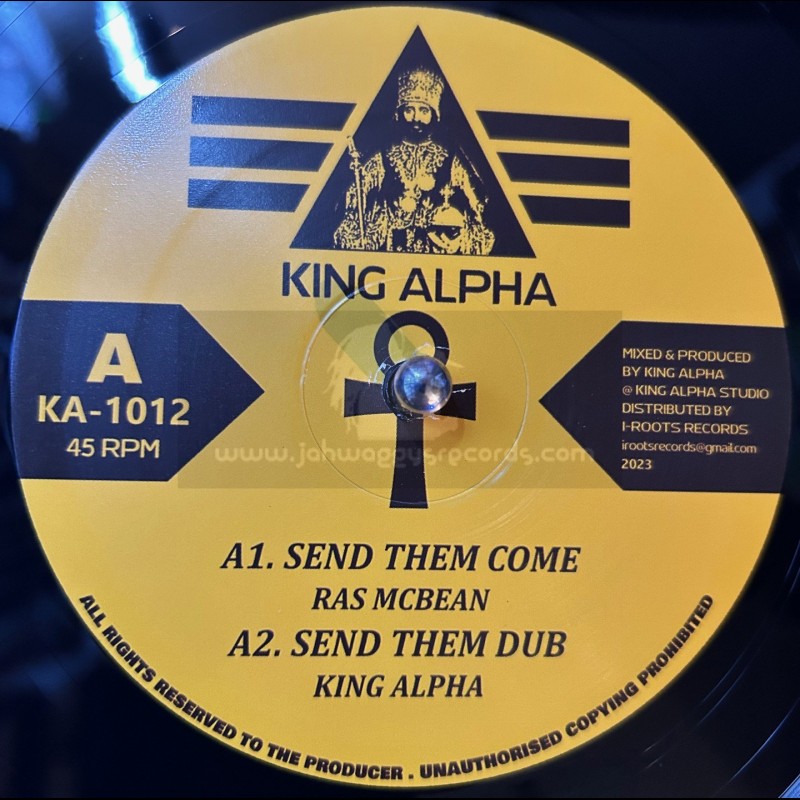 KING ALPHA
A
KA-1012
45 RPM
MIXED & PRODUCED
BY KING ALPHA
@ KING ALPHA STUDIO
DISTRIBUTED BY
I-ROOTS RECORDS
irootsrecords@gmail.com
2023
www.jahwaggysrecords.com
A1. SEND THEM COME
RAS MCBEAN
A2. SEND THEM DUB
KING ALPHA
ALL RIGHTS RESERVED TO THE PRODUCER . UNAUTHORISED COPYING PROHIBITED